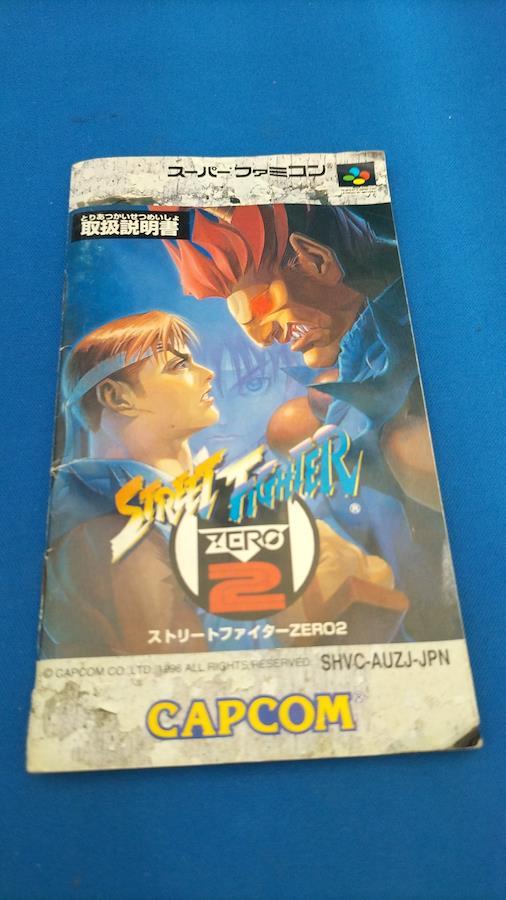 スーパーファミコン®
とりあつかいせつめいしょ
取扱説明書
STREET FIGHTER®
ZERO
2
ストリートファイターZERO2
© CAPCOM CO., LTD. 1996 ALL RIGHTS RESERVED. SHVC-AUZJ-JPN
CAPCOM®